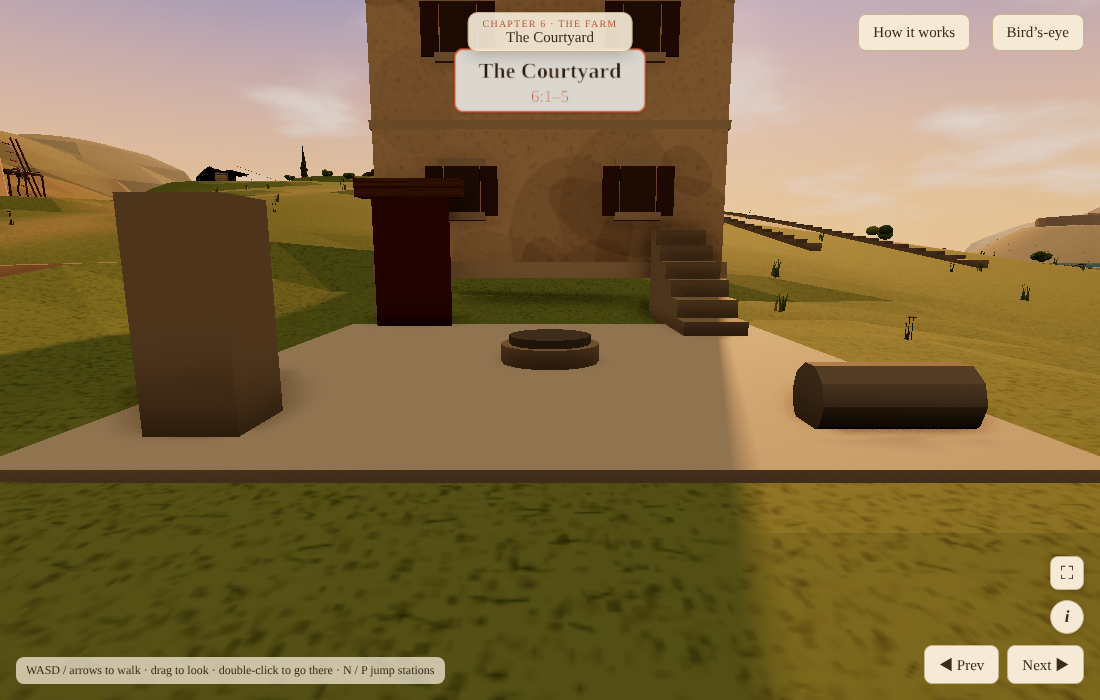 CHAPTER 6 · THE FARM
The Courtyard
The Courtyard
6:1–5
How it works
Bird's-eye
i
WASD / arrows to walk · drag to look · double-click to go there · N / P jump stations
◀ Prev
Next ▶